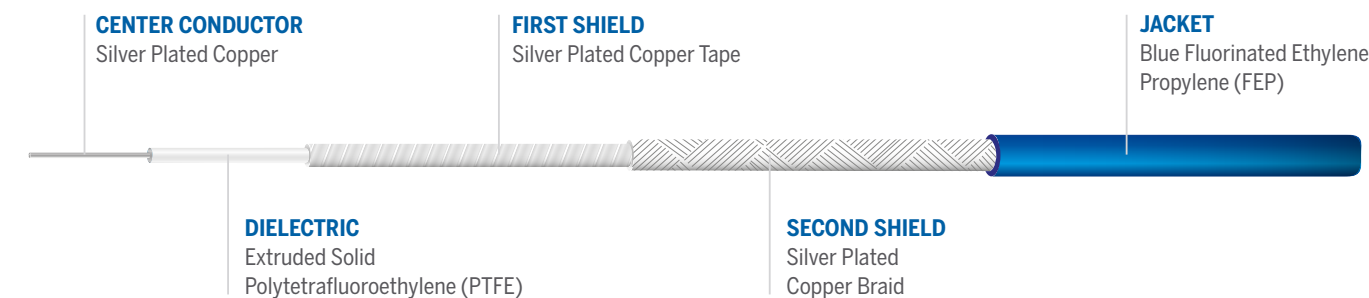 CENTER CONDUCTOR
Silver Plated Copper
FIRST SHIELD
Silver Plated Copper Tape
JACKET
Blue Fluorinated Ethylene
Propylene (FEP)
DIELECTRIC
Extruded Solid
Polytetrafluoroethylene (PTFE)
SECOND SHIELD
Silver Plated
Copper Braid